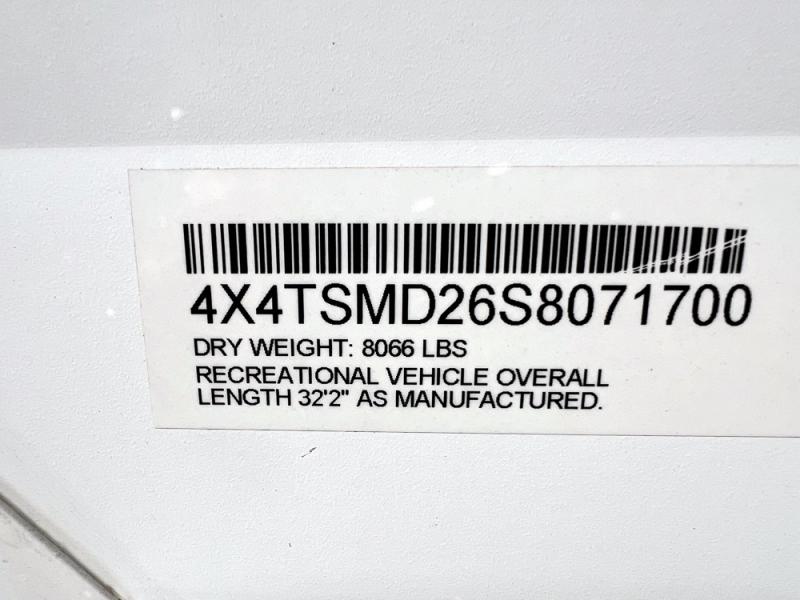 4X4TSMD26S8071700
DRY WEIGHT: 8066 LBS
RECREATIONAL VEHICLE OVERALL
LENGTH 32'2" AS MANUFACTURED.